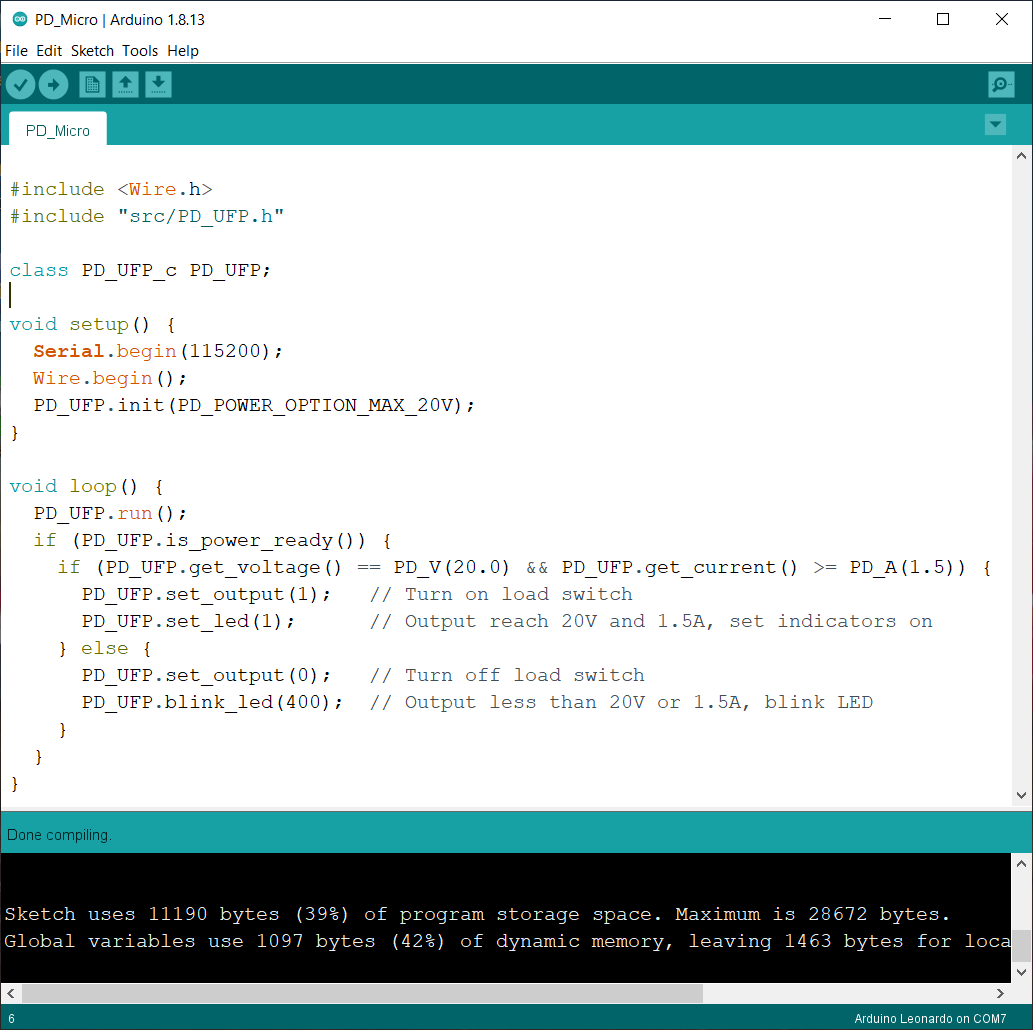 PD_Micro | Arduino 1.8.13
File Edit Sketch Tools Help
PD_Micro
#include <Wire.h>
#include "src/PD_UFP.h"
class PD_UFP_c PD_UFP;
void setup() {
  Serial.begin(115200);
  Wire.begin();
  PD_UFP.init(PD_POWER_OPTION_MAX_20V);
}
void loop() {
  PD_UFP.run();
  if (PD_UFP.is_power_ready()) {
    if (PD_UFP.get_voltage() == PD_V(20.0) && PD_UFP.get_current() >= PD_A(1.5)) {
      PD_UFP.set_output(1);   // Turn on load switch
      PD_UFP.set_led(1);      // Output reach 20V and 1.5A, set indicators on
    } else {
      PD_UFP.set_output(0);   // Turn off load switch
      PD_UFP.blink_led(400);  // Output less than 20V or 1.5A, blink LED
    }
  }
}
Done compiling.
Sketch uses 11190 bytes (39%) of program storage space. Maximum is 28672 bytes.
Global variables use 1097 bytes (42%) of dynamic memory, leaving 1463 bytes for loca
6
Arduino Leonardo on COM7